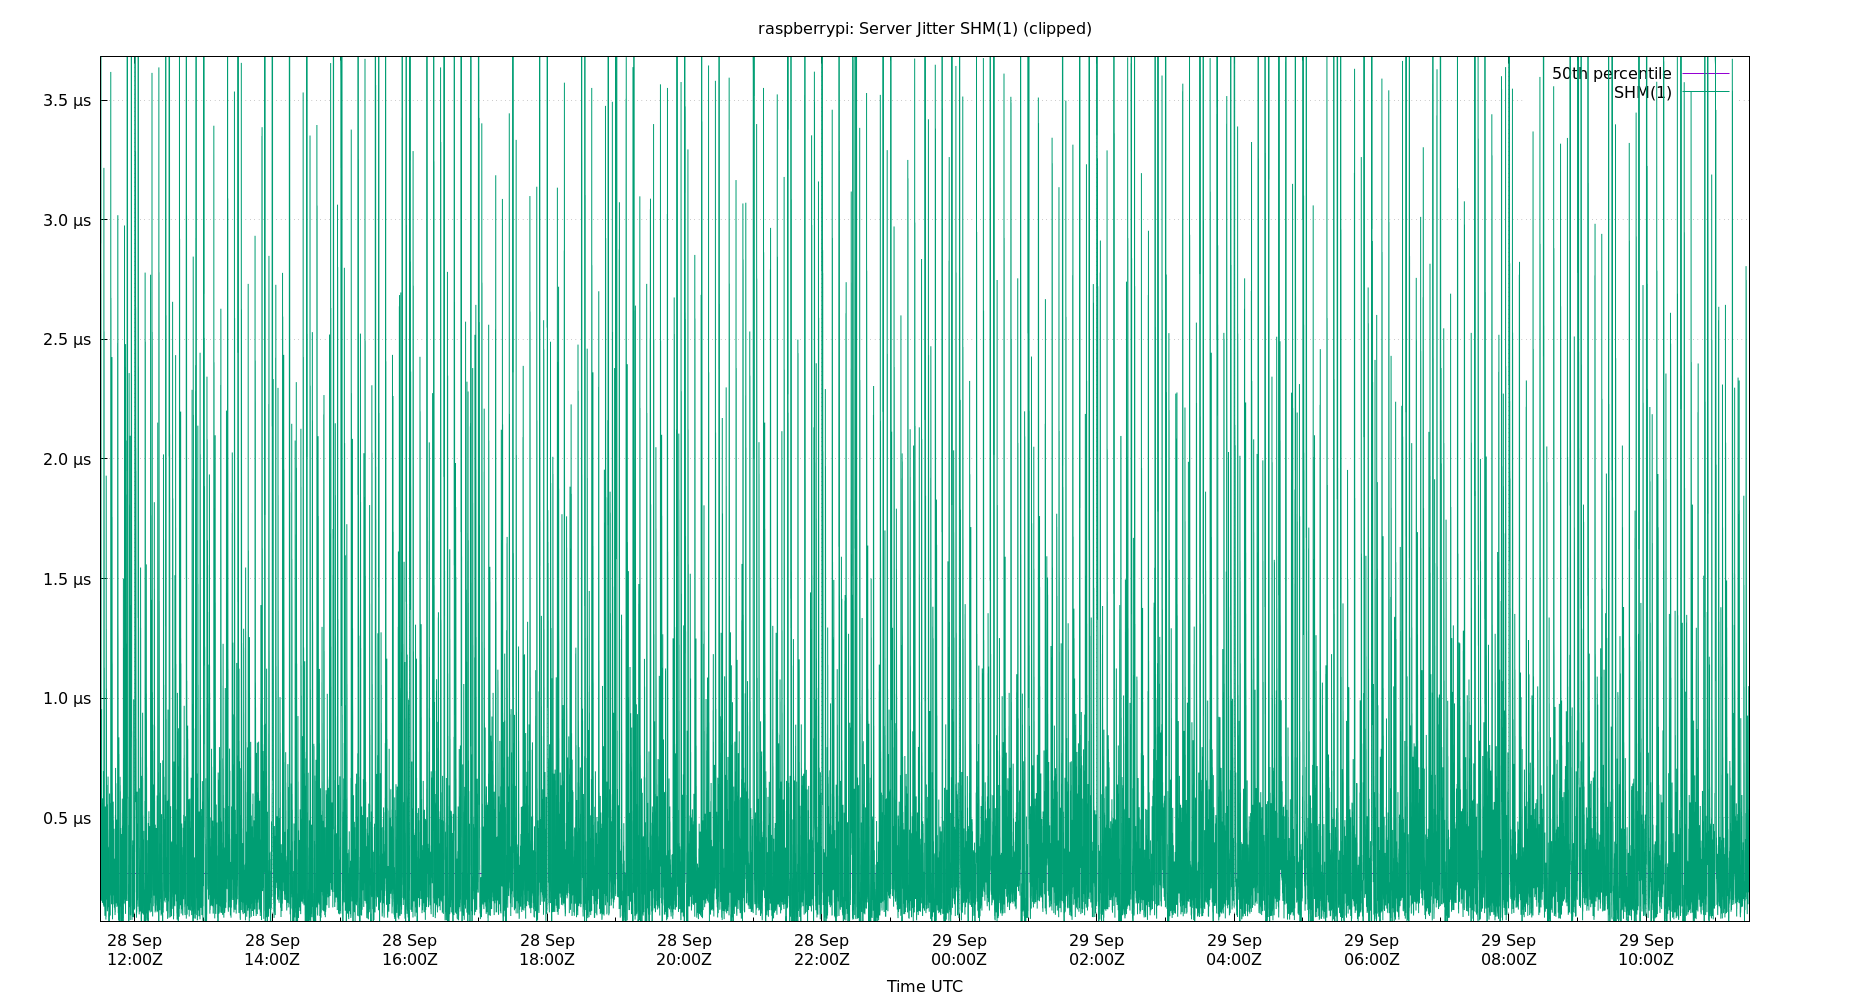 raspberrypi: Server Jitter SHM(1) (clipped)
50th percentile
SHM(1)
3.5 µs
3.0 µs
2.5 µs
2.0 µs
1.5 µs
1.0 µs
0.5 µs
28 Sep 28 Sep 28 Sep 28 Sep 28 Sep 28 Sep 29 Sep 29 Sep 29 Sep 29 Sep 29 Sep 29 Sep
12:00Z 14:00Z 16:00Z 18:00Z 20:00Z 22:00Z 00:00Z 02:00Z 04:00Z 06:00Z 08:00Z 10:00Z
Time UTC